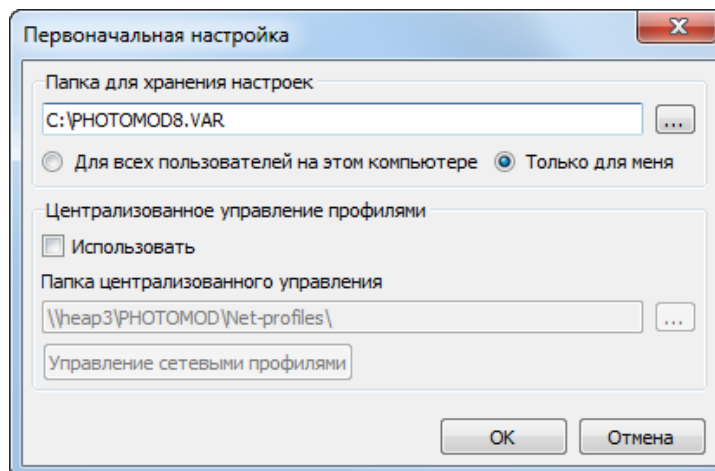 Первоначальная настройка
Папка для хранения настроек
C:\PHOTOMOD8.VAR
...
Для всех пользователей на этом компьютере Только для меня
Централизованное управление профилями
Использовать
Папка централизованного управления
\\heap3\PHOTOMOD\Net-profiles\
...
Управление сетевыми профилями
OK Отмена